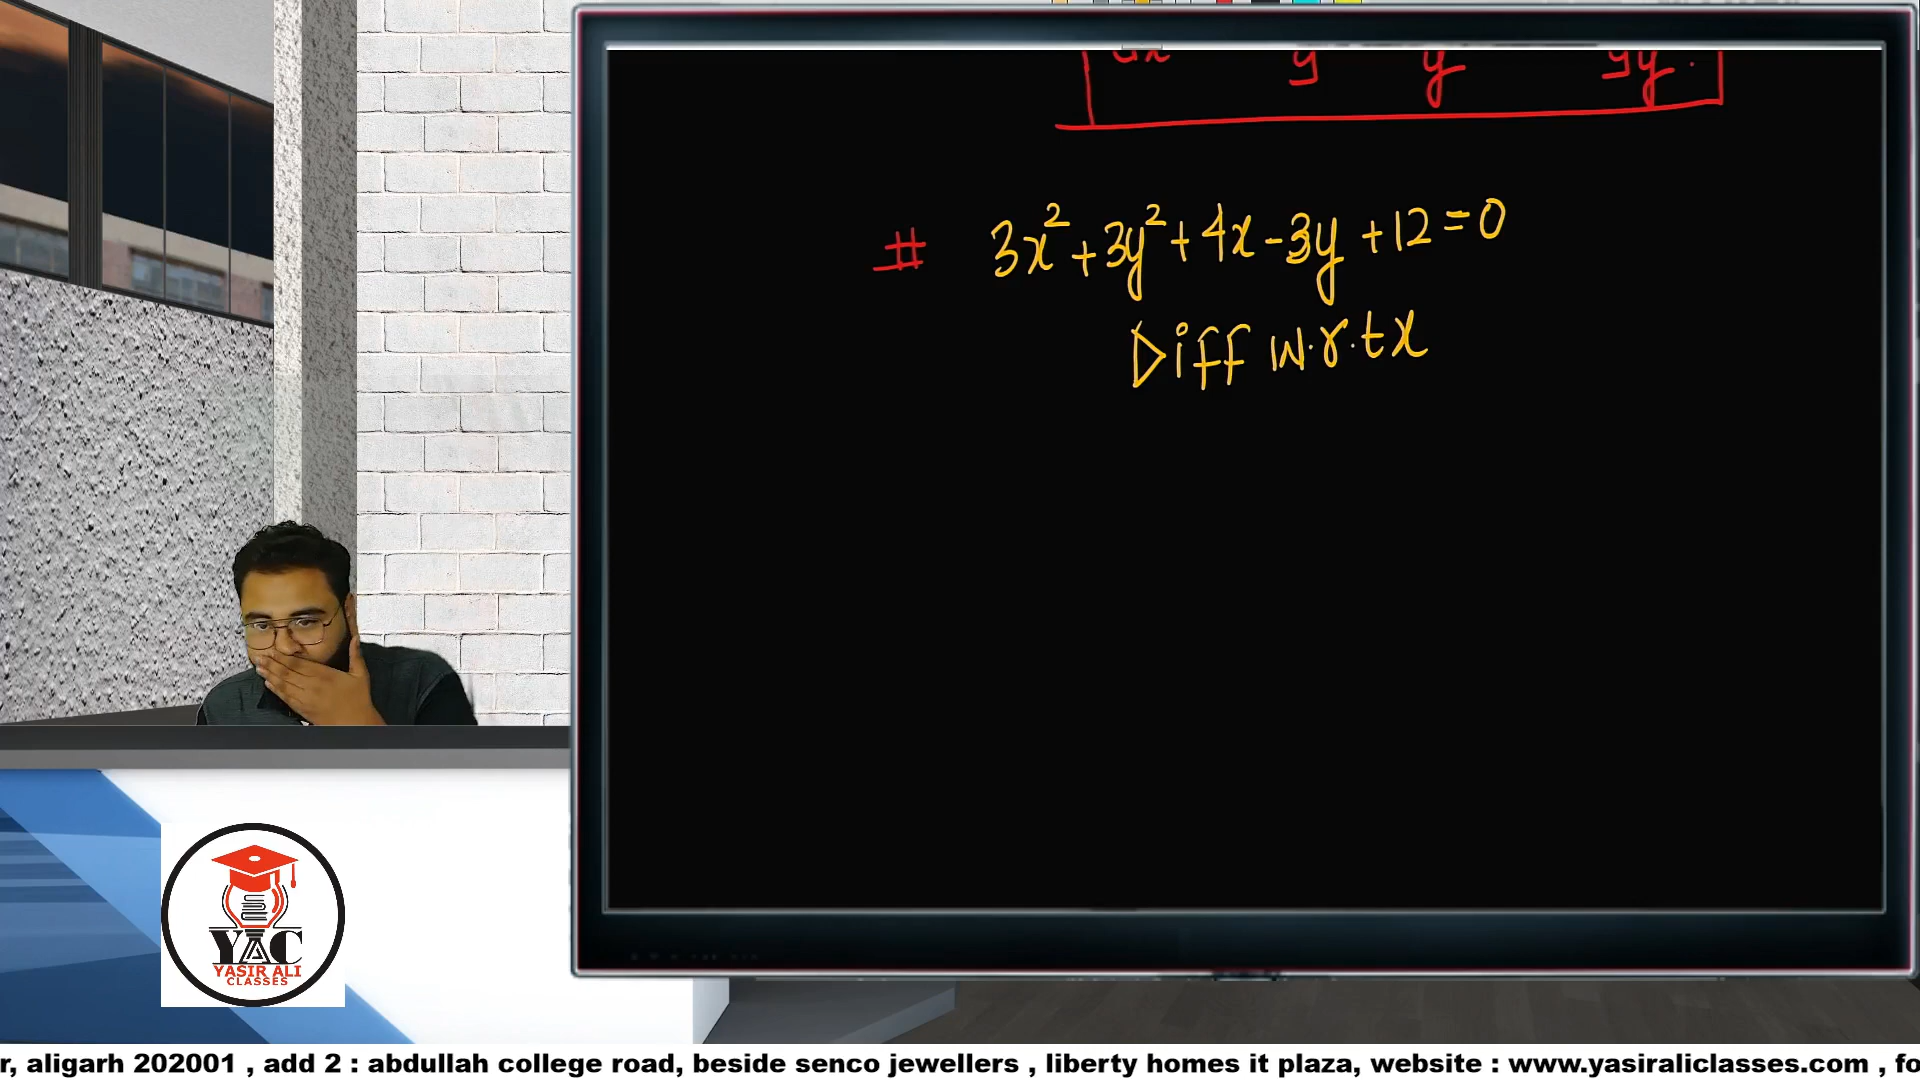 # 3x²+3y²+4x-3y+12=0
Diff w.r.t x
YAC
YASIR ALI
CLASSES
r, aligarh 202001 , add 2 : abdullah college road, beside senco jewellers , liberty homes it plaza, website : www.yasiraliclasses.com , fo